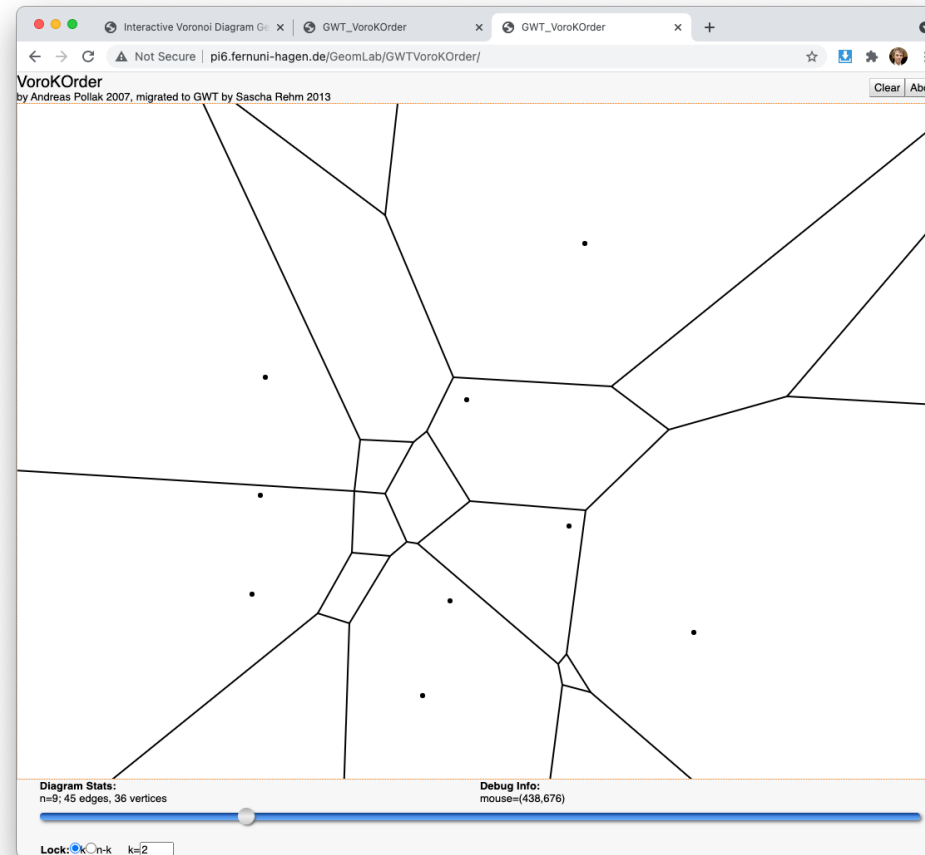 Interactive Voronoi Diagram Ge
GWT_VoroKOrder
GWT_VoroKOrder
Not Secure | pi6.fernuni-hagen.de/GeomLab/GWTVoroKOrder/
VoroKOrder
by Andreas Pollak 2007, migrated to GWT by Sascha Rehm 2013
Clear
Abo
Diagram Stats:
n=9; 45 edges, 36 vertices
Debug Info:
mouse=(438,676)
Lock: k n-k k= 2